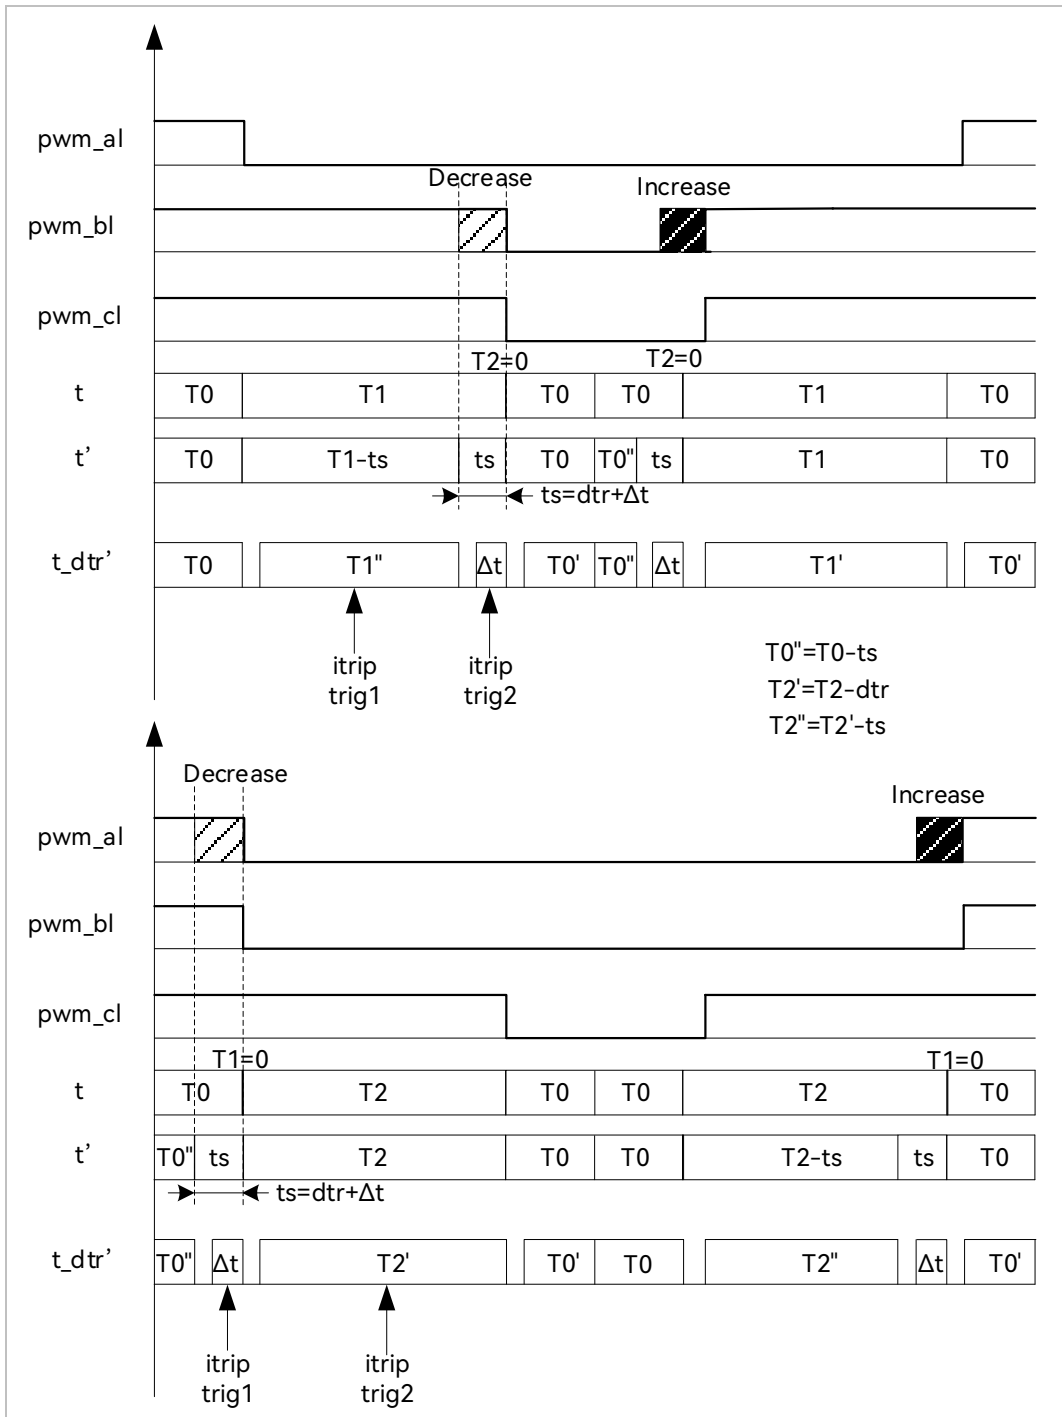 pwm_al
Decrease
Increase
pwm_bl
pwm_cl
T2=0
T2=0
t
T0
T1
T0
T0
T1
T0
t’
T0
T1-ts
ts
T0
T0"
ts
T1
T0
ts=dtr+Δt
t_dtr’
T0
T1"
Δt
T0'
T0"
Δt
T1'
T0'
itrip
trig1
itrip
trig2
T0"=T0-ts
T2'=T2-dtr
T2"=T2'-ts
Decrease
Increase
pwm_al
pwm_bl
pwm_cl
T1=0
T1=0
t
T0
T2
T0
T0
T2
T0
t’
T0"
ts
T2
T0
T0
T2-ts
ts
T0
ts=dtr+Δt
t_dtr’
T0"
Δt
T2'
T0'
T0
T2"
Δt
T0'
itrip
trig1
itrip
trig2